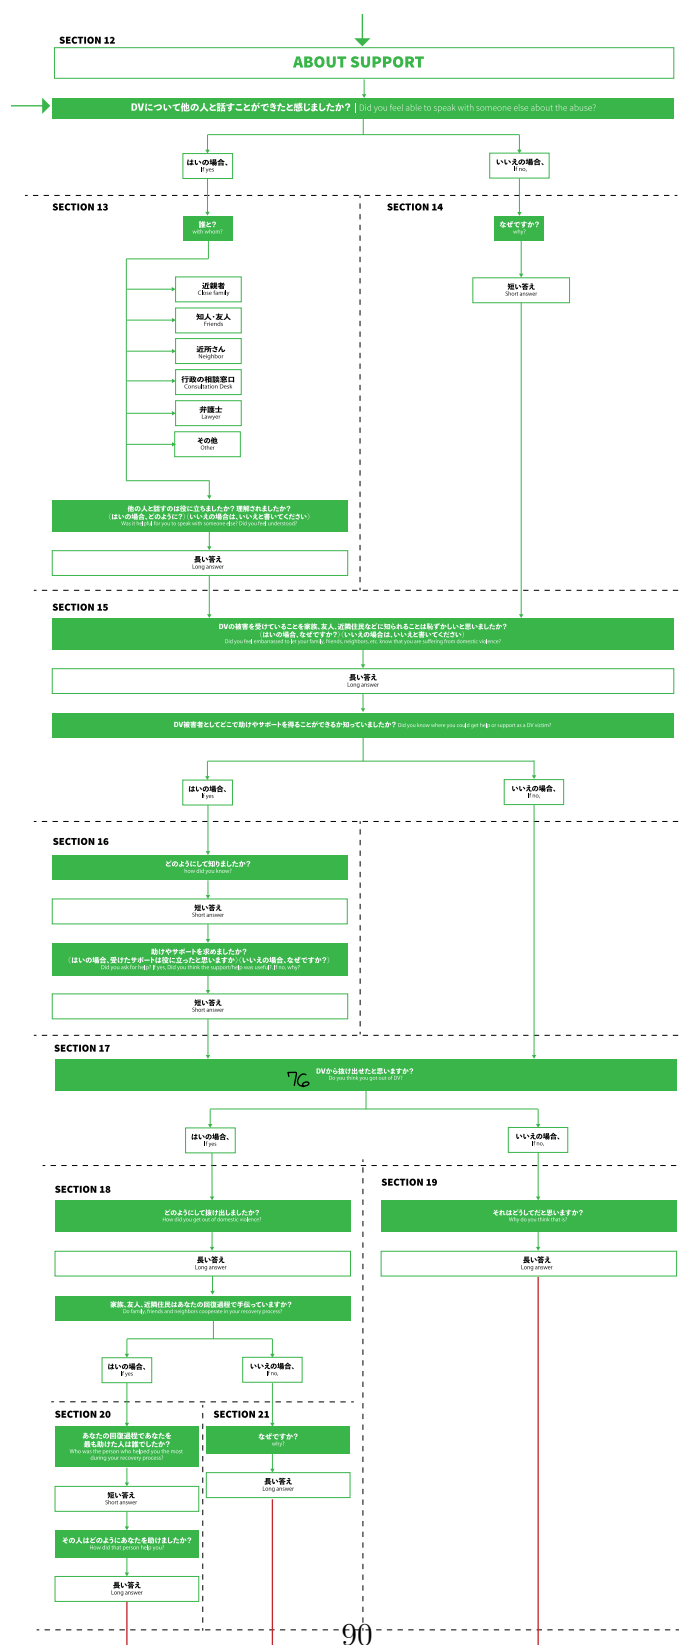 SECTION 12
ABOUT SUPPORT
DVについて他の人と話すことができたと感じましたか? | Did you feel able to speak with someone else about the abuse?
はいの場合、
If yes
いいえの場合、
If no,
SECTION 13
SECTION 14
誰と?
with whom?
なぜですか?
why?
近親者
Close family
短い答え
Short answer
知人・友人
Friends
近所さん
Neighbor
行政の相談窓口
Consultation Desk
弁護士
Lawyer
その他
Other
他の人と話すのは役に立ちましたか? 理解されましたか?
(はいの場合、どのように?)(いいえの場合は、いいえと書いてください)
Was it helpful for you to speak with someone else? Did you feel understood?
長い答え
Long answer
SECTION 15
DVの被害を受けていることを家族、友人、近隣住民などに知られることは恥ずかしいと思いましたか?
(はいの場合、なぜですか?)(いいえの場合は、いいえと書いてください)
Did you feel embarrassed to let your family, friends, neighbors, etc. know that you are suffering from domestic violence?
長い答え
Long answer
DV被害者としてどこで助けやサポートを得ることができるか知っていましたか? Did you know where you could get help or support as a DV victim?
はいの場合、
If yes
いいえの場合、
If no,
SECTION 16
どのようにして知りましたか?
how did you know?
短い答え
Short answer
助けやサポートを求めましたか?
(はいの場合、受けたサポートは役に立ったと思いますか)(いいえの場合、なぜですか?)
Did you ask for help? If yes, Did you think the support/help was useful?, If no, why?
短い答え
Short answer
SECTION 17
76
DVから抜け出せたと思いますか?
Do you think you got out of DV?
はいの場合、
If yes
いいえの場合、
If no,
SECTION 18
SECTION 19
どのようにして抜け出しましたか?
How did you get out of domestic violence?
それはどうしてだと思いますか?
Why do you think that is?
長い答え
Long answer
長い答え
Long answer
家族、友人、近隣住民はあなたの回復過程で手伝っていますか?
Do family, friends and neighbors cooperate in your recovery process?
はいの場合、
If yes
いいえの場合、
If no,
SECTION 20
SECTION 21
あなたの回復過程であなたを
最も助けた人は誰でしたか?
Who was the person who helped you the most
during your recovery process?
なぜですか?
why?
長い答え
Long answer
短い答え
Short answer
その人はどのようにあなたを助けましたか?
How did that person help you?
長い答え
Long answer
90